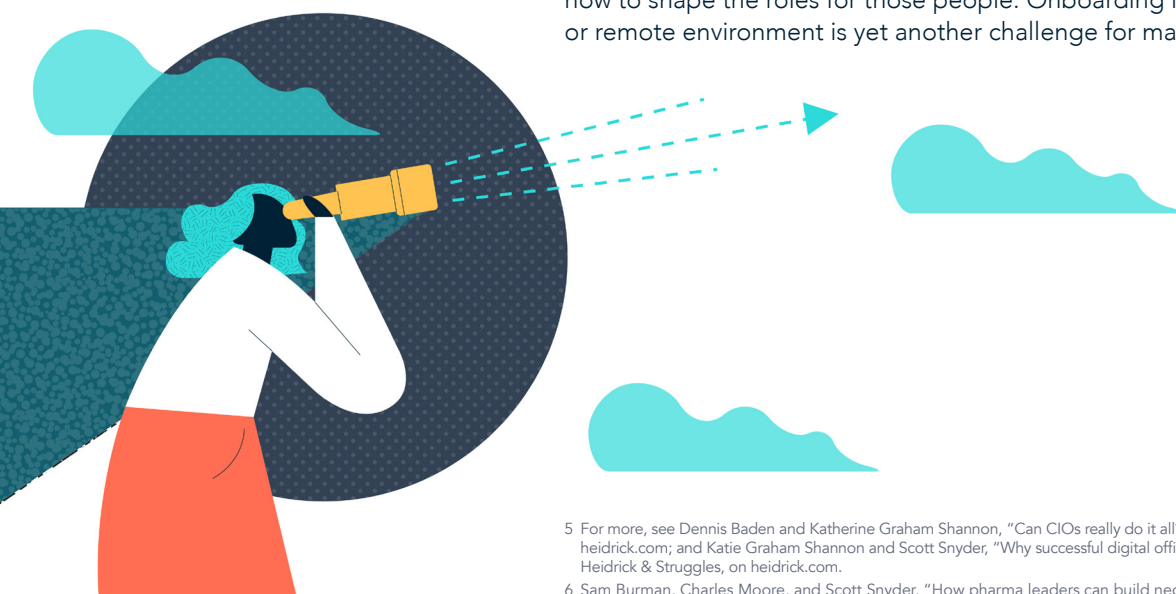 how to shape the roles for those people. Onboarding
or remote environment is yet another challenge for
5 For more, see Dennis Baden and Katherine Graham Shannon, “Can CIOs really do it all
heidrick.com; and Katie Graham Shannon and Scott Snyder, “Why successful digital
Heidrick & Struggles, on heidrick.com.
6 Sam Burman, Charles Moore, and Scott Snyder, “How pharma leaders can build